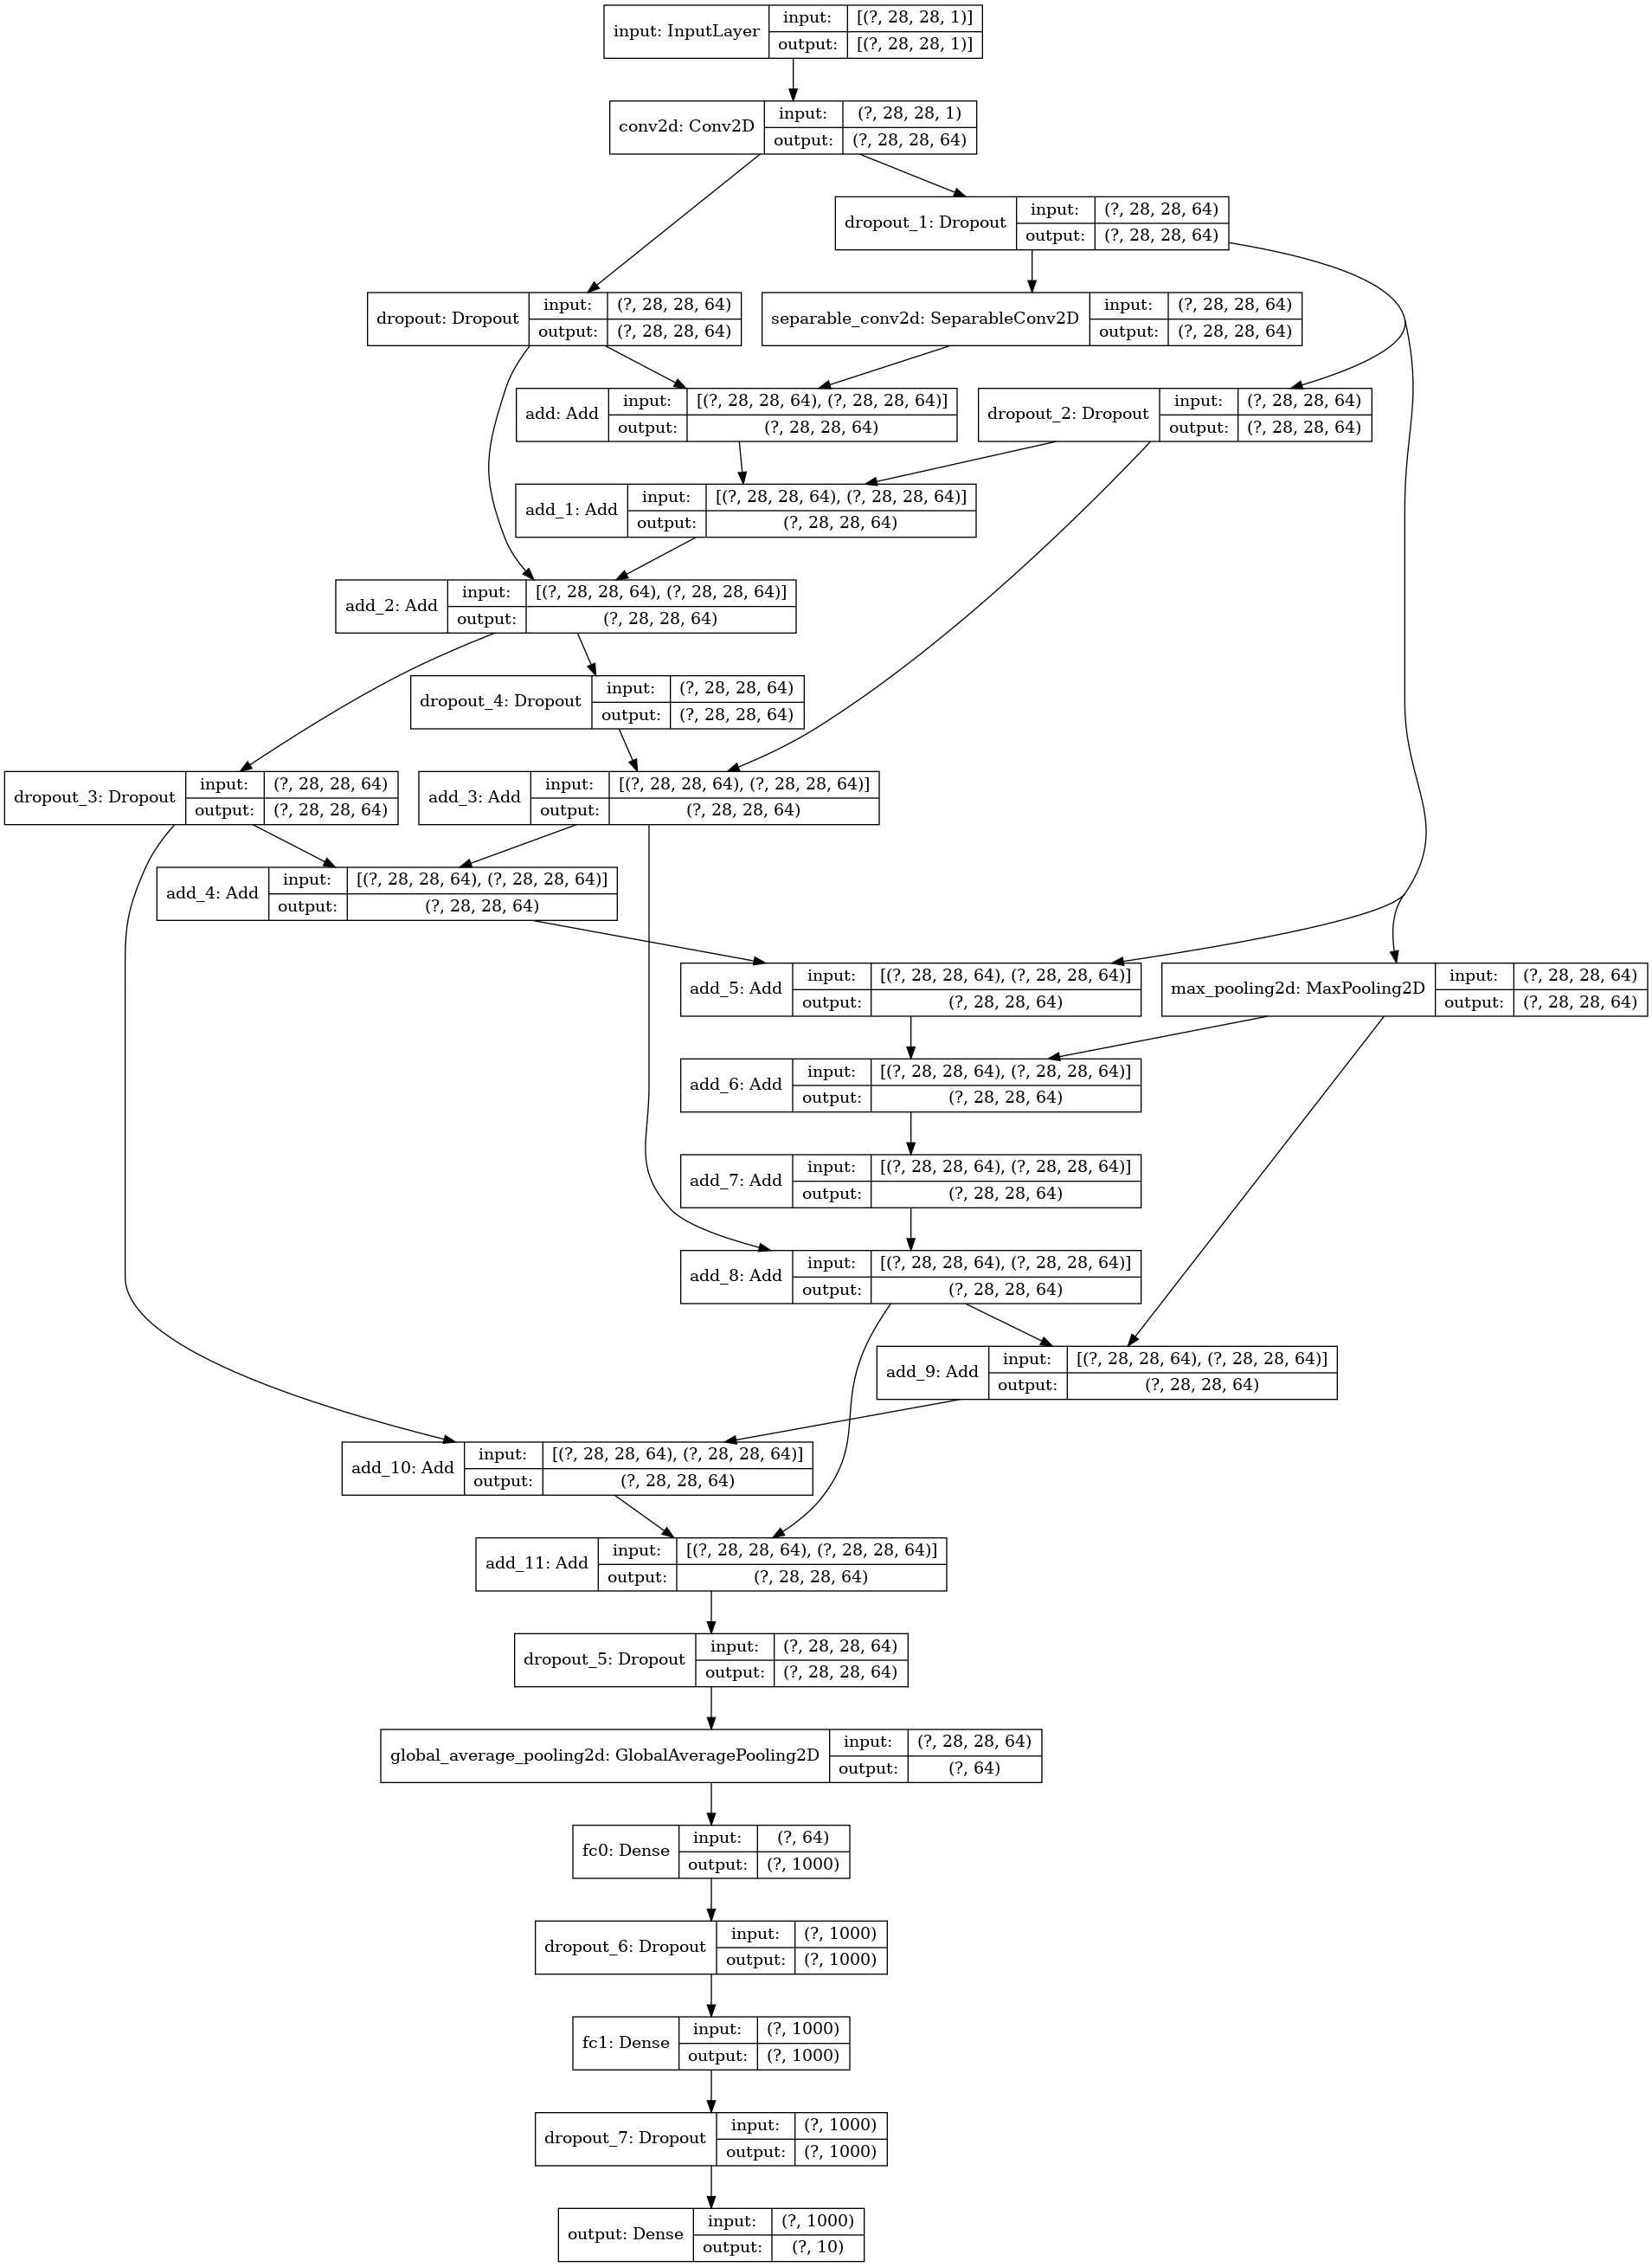 input: InputLayer
input: [(?, 28, 28, 1)]
output: [(?, 28, 28, 1)]
conv2d: Conv2D
input: (?, 28, 28, 1)
output: (?, 28, 28, 64)
dropout_1: Dropout
input: (?, 28, 28, 64)
output: (?, 28, 28, 64)
dropout: Dropout
input: (?, 28, 28, 64)
output: (?, 28, 28, 64)
separable_conv2d: SeparableConv2D
input: (?, 28, 28, 64)
output: (?, 28, 28, 64)
add: Add
input: [(?, 28, 28, 64), (?, 28, 28, 64)]
output: (?, 28, 28, 64)
dropout_2: Dropout
input: (?, 28, 28, 64)
output: (?, 28, 28, 64)
add_1: Add
input: [(?, 28, 28, 64), (?, 28, 28, 64)]
output: (?, 28, 28, 64)
add_2: Add
input: [(?, 28, 28, 64), (?, 28, 28, 64)]
output: (?, 28, 28, 64)
dropout_4: Dropout
input: (?, 28, 28, 64)
output: (?, 28, 28, 64)
dropout_3: Dropout
input: (?, 28, 28, 64)
output: (?, 28, 28, 64)
add_3: Add
input: [(?, 28, 28, 64), (?, 28, 28, 64)]
output: (?, 28, 28, 64)
add_4: Add
input: [(?, 28, 28, 64), (?, 28, 28, 64)]
output: (?, 28, 28, 64)
add_5: Add
input: [(?, 28, 28, 64), (?, 28, 28, 64)]
output: (?, 28, 28, 64)
max_pooling2d: MaxPooling2D
input: (?, 28, 28, 64)
output: (?, 28, 28, 64)
add_6: Add
input: [(?, 28, 28, 64), (?, 28, 28, 64)]
output: (?, 28, 28, 64)
add_7: Add
input: [(?, 28, 28, 64), (?, 28, 28, 64)]
output: (?, 28, 28, 64)
add_8: Add
input: [(?, 28, 28, 64), (?, 28, 28, 64)]
output: (?, 28, 28, 64)
add_9: Add
input: [(?, 28, 28, 64), (?, 28, 28, 64)]
output: (?, 28, 28, 64)
add_10: Add
input: [(?, 28, 28, 64), (?, 28, 28, 64)]
output: (?, 28, 28, 64)
add_11: Add
input: [(?, 28, 28, 64), (?, 28, 28, 64)]
output: (?, 28, 28, 64)
dropout_5: Dropout
input: (?, 28, 28, 64)
output: (?, 28, 28, 64)
global_average_pooling2d: GlobalAveragePooling2D
input: (?, 28, 28, 64)
output: (?, 64)
fc0: Dense
input: (?, 64)
output: (?, 1000)
dropout_6: Dropout
input: (?, 1000)
output: (?, 1000)
fc1: Dense
input: (?, 1000)
output: (?, 1000)
dropout_7: Dropout
input: (?, 1000)
output: (?, 1000)
output: Dense
input: (?, 1000)
output: (?, 10)